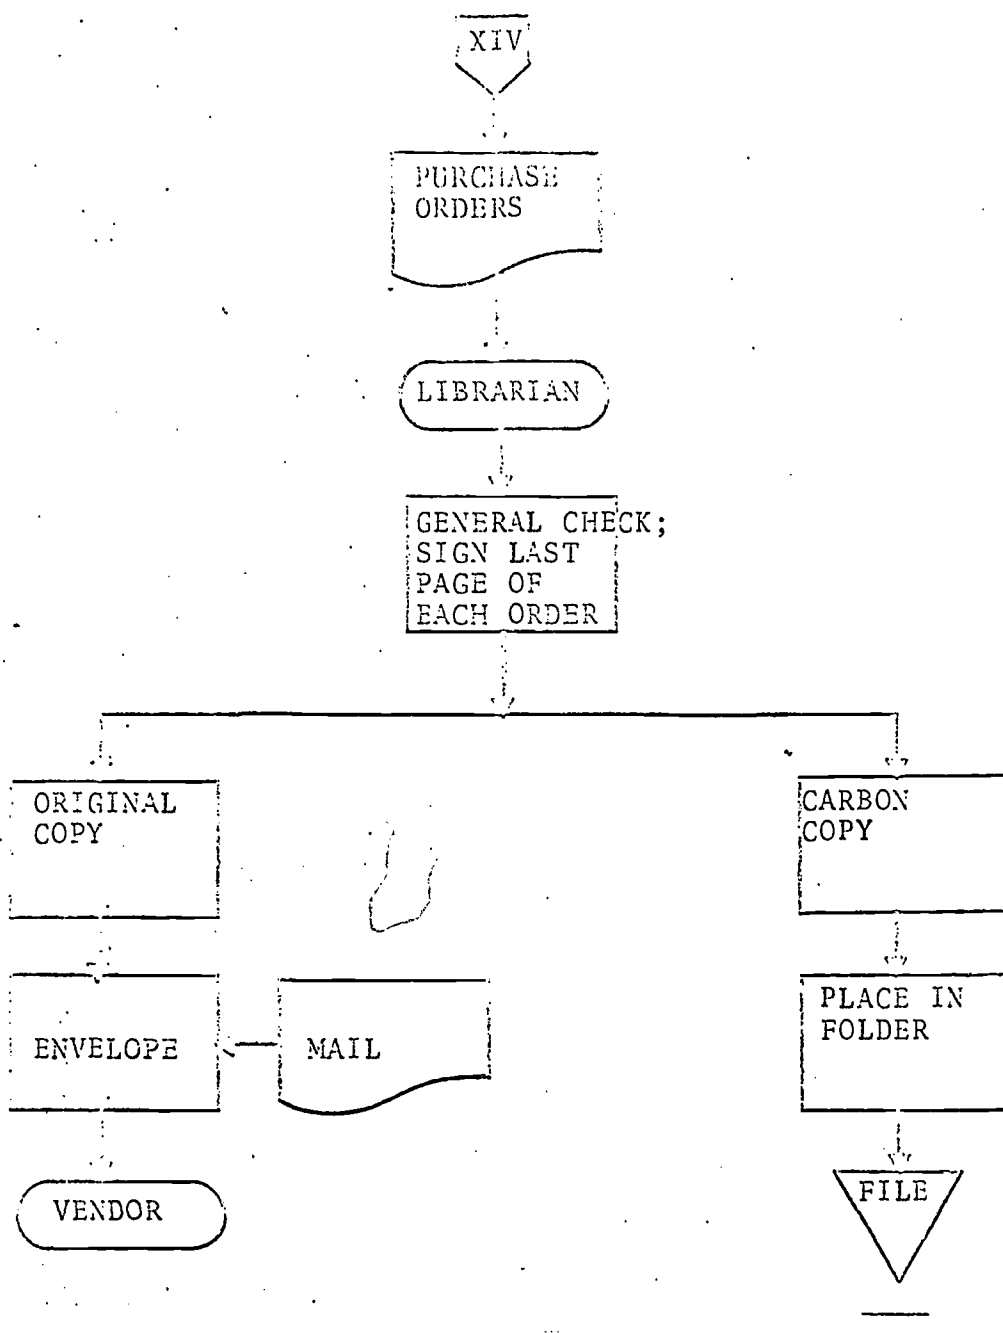 XIV
PURCHASE
ORDERS
LIBRARIAN
GENERAL CHECK;
SIGN LAST
PAGE OF
EACH ORDER
ORIGINAL
COPY
CARBON
COPY
ENVELOPE
MAIL
PLACE IN
FOLDER
VENDOR
FILE